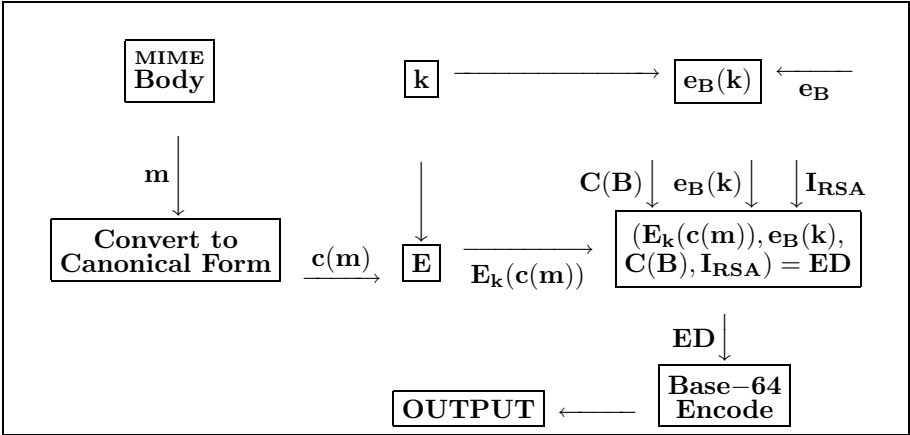 MIME
Body
k
e_B(k)
e_B
m
C(B)
e_B(k)
I_RSA
Convert to
Canonical Form
c(m)
E
E_k(c(m))
(E_k(c(m)), e_B(k),
C(B), I_RSA) = ED
ED
Base−64
Encode
OUTPUT